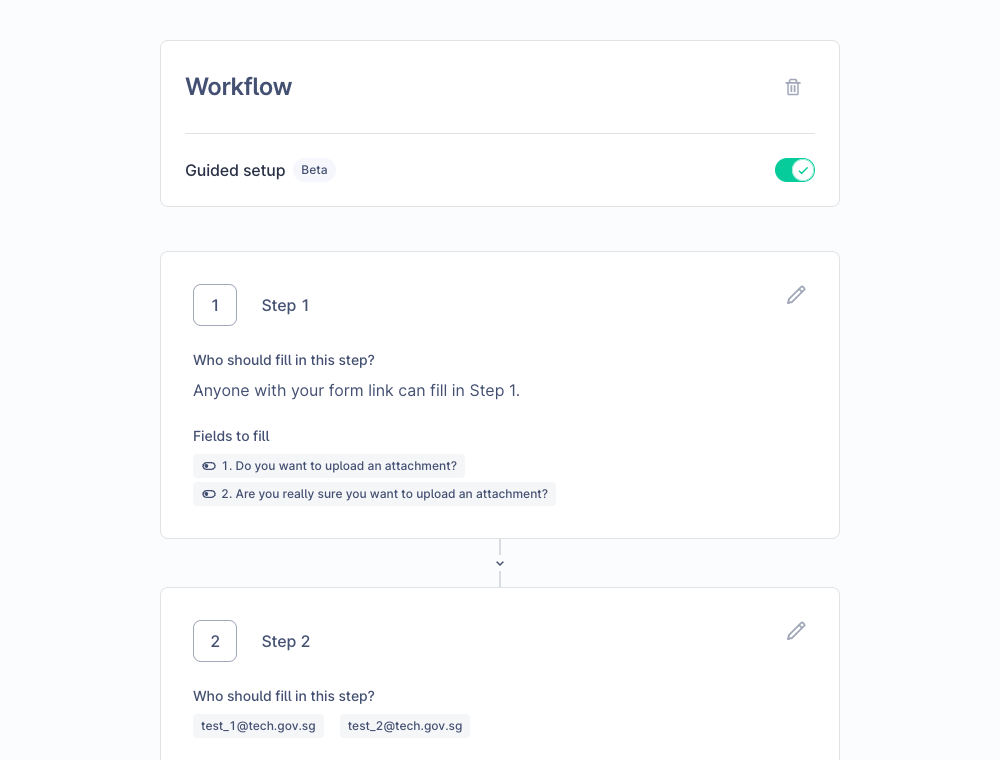 Workflow
Guided setup Beta
1 Step 1
Who should fill in this step?
Anyone with your form link can fill in Step 1.
Fields to fill
1. Do you want to upload an attachment?
2. Are you really sure you want to upload an attachment?
2 Step 2
Who should fill in this step?
test_1@tech.gov.sg test_2@tech.gov.sg